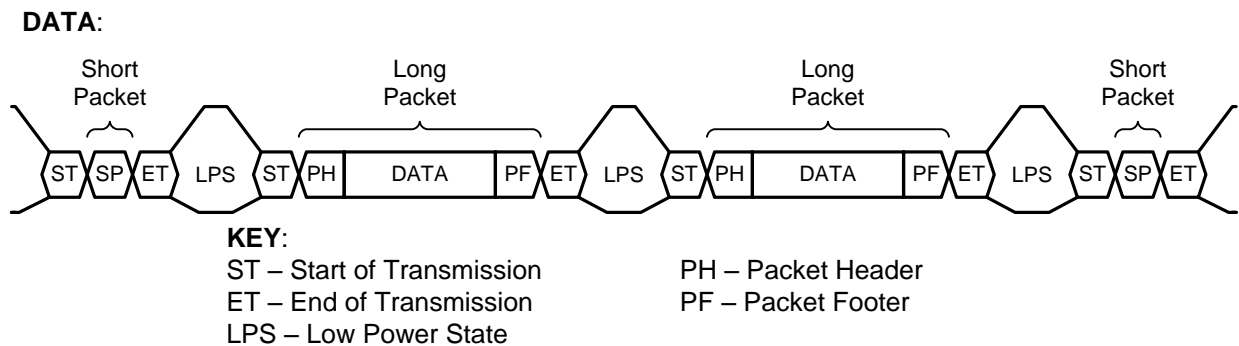 DATA:
Short Packet
Long Packet
Long Packet
Short Packet
ST SP ET LPS ST PH DATA PF ET LPS ST PH DATA PF ET LPS ST SP ET
KEY:
ST – Start of Transmission PH – Packet Header
ET – End of Transmission PF – Packet Footer
LPS – Low Power State